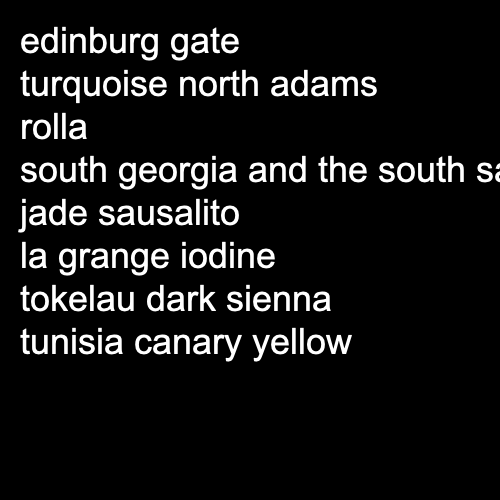 edinburg gate
turquoise north adams
rolla
south georgia and the south
jade sausalito
la grange iodine
tokelau dark sienna
tunisia canary yellow